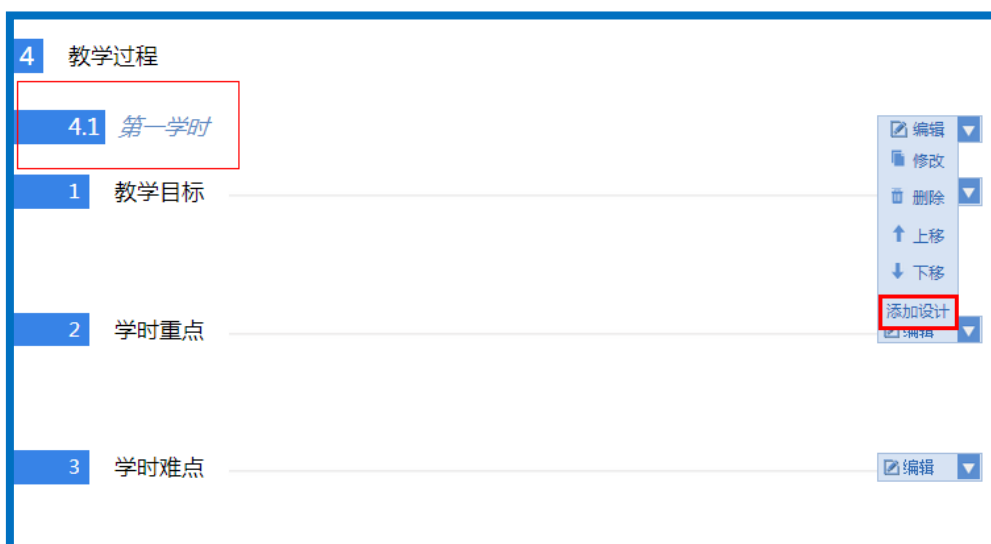 4 教学过程
4.1 第一学时
编辑
修改
1 教学目标
删除
上移
下移
添加设计
2 学时重点
编辑
3 学时难点
编辑